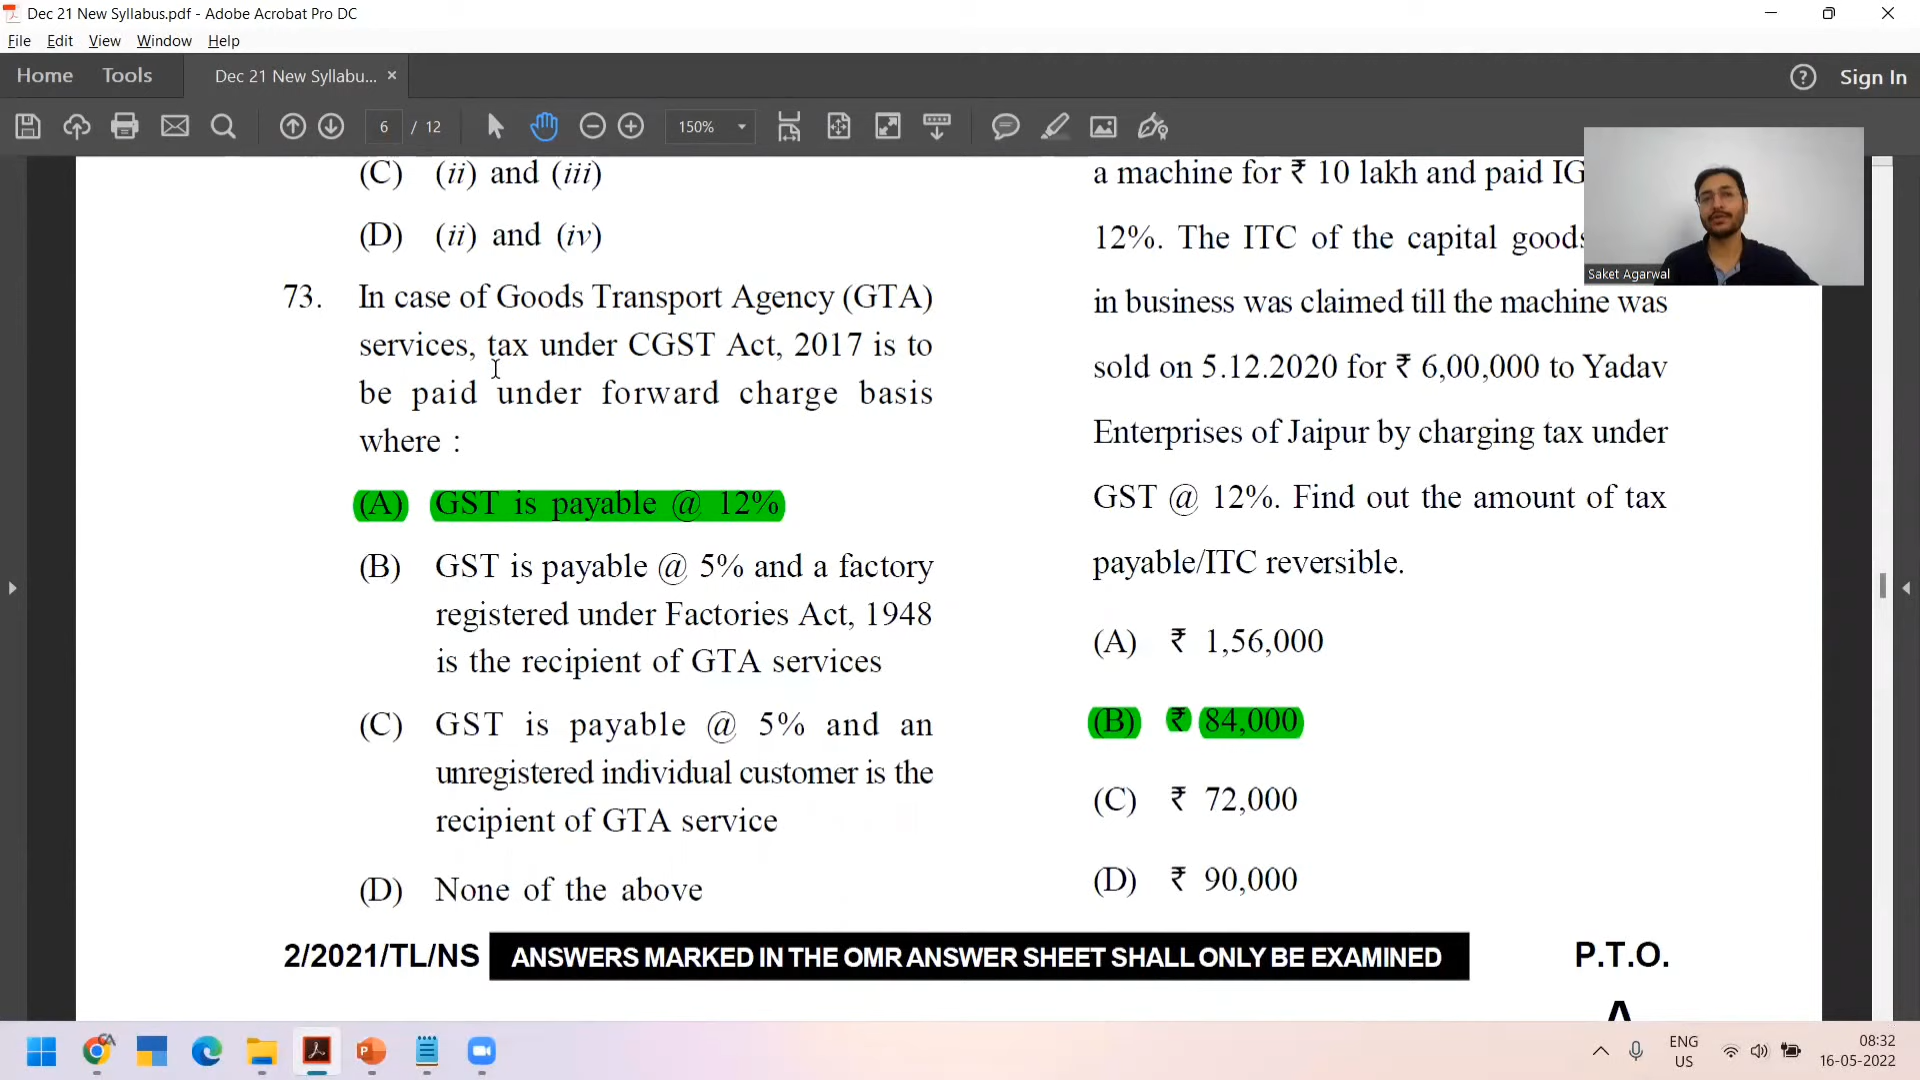 Dec 21 New Syllabus.pdf - Adobe Acrobat Pro DC
File Edit View Window Help
Home Tools Dec 21 New Syllabu... × ? Sign In
6 / 12 150%
(C) (ii) and (iii)
(D) (ii) and (iv)
73. In case of Goods Transport Agency (GTA)
services, tax under CGST Act, 2017 is to
be paid under forward charge basis
where :
(A) GST is payable @ 12%
(B) GST is payable @ 5% and a factory
registered under Factories Act, 1948
is the recipient of GTA services
(C) GST is payable @ 5% and an
unregistered individual customer is the
recipient of GTA service
(D) None of the above
a machine for ₹ 10 lakh and paid
12%. The ITC of the capital
in business was claimed till the machine was
sold on 5.12.2020 for ₹ 6,00,000 to Yadav
Enterprises of Jaipur by charging tax under
GST @ 12%. Find out the amount of tax
payable/ITC reversible.
(A) ₹ 1,56,000
(B) ₹ 84,000
(C) ₹ 72,000
(D) ₹ 90,000
Saket Agarwal
2/2021/TL/NS ANSWERS MARKED IN THE OMR ANSWER SHEET SHALL ONLY BE EXAMINED P.T.O.
ENG
US
08:32
16-05-2022